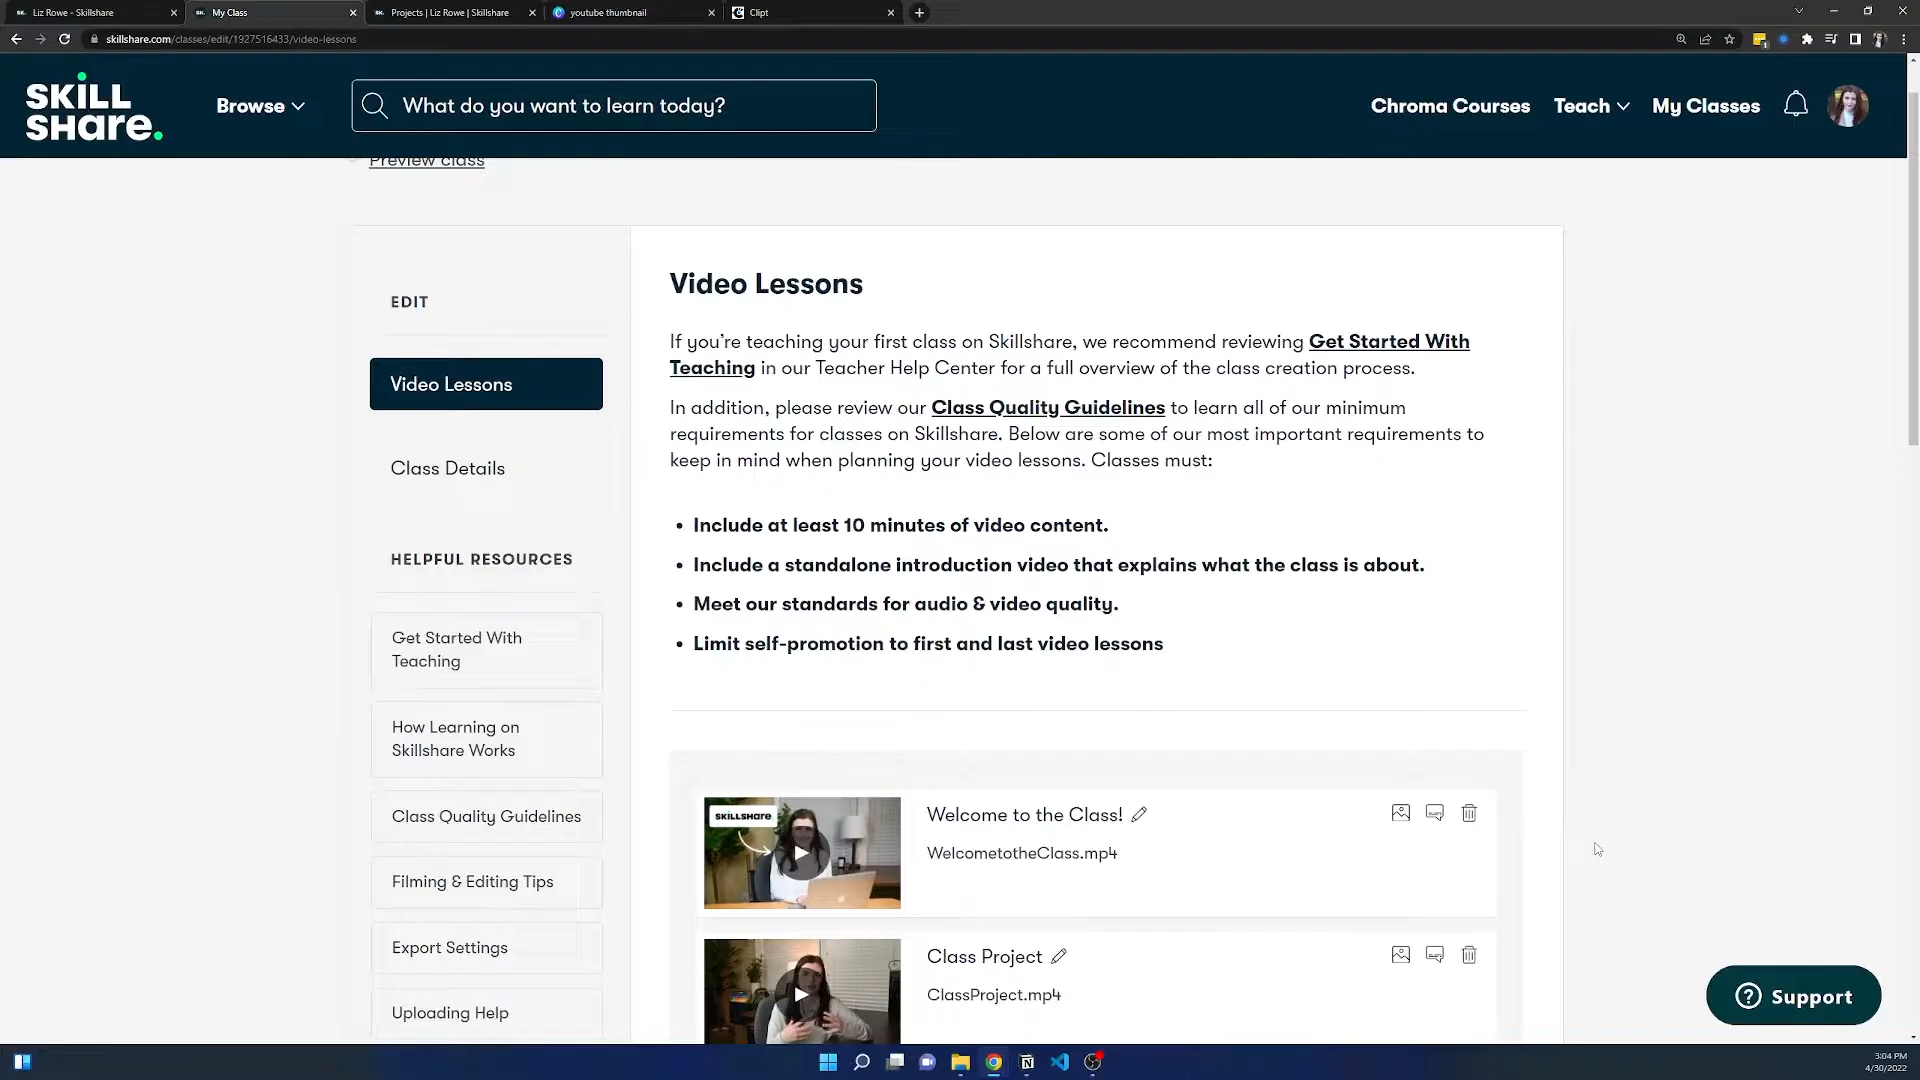 Liz Rowe - Skillshare
My Class
Projects | Liz Rowe | Skillshare
youtube thumbnail
Clipt
skillshare.com/classes/edit/1927516433/video-lessons
SKILL
SHARE.
Browse
What do you want to learn today?
Chroma Courses
Teach
My Classes
Preview class
EDIT
Video Lessons
Class Details
HELPFUL RESOURCES
Get Started With
Teaching
How Learning on
Skillshare Works
Class Quality Guidelines
Filming & Editing Tips
Export Settings
Uploading Help
Video Lessons
If you're teaching your first class on Skillshare, we recommend reviewing Get Started With
Teaching in our Teacher Help Center for a full overview of the class creation process.
In addition, please review our Class Quality Guidelines to learn all of our minimum
requirements for classes on Skillshare. Below are some of our most important requirements to
keep in mind when planning your video lessons. Classes must:
• Include at least 10 minutes of video content.
• Include a standalone introduction video that explains what the class is about.
• Meet our standards for audio & video quality.
• Limit self-promotion to first and last video lessons
SKILLSHARE.
Welcome to the Class!
WelcometotheClass.mp4
Class Project
ClassProject.mp4
Support
3:04 PM
4/30/2022